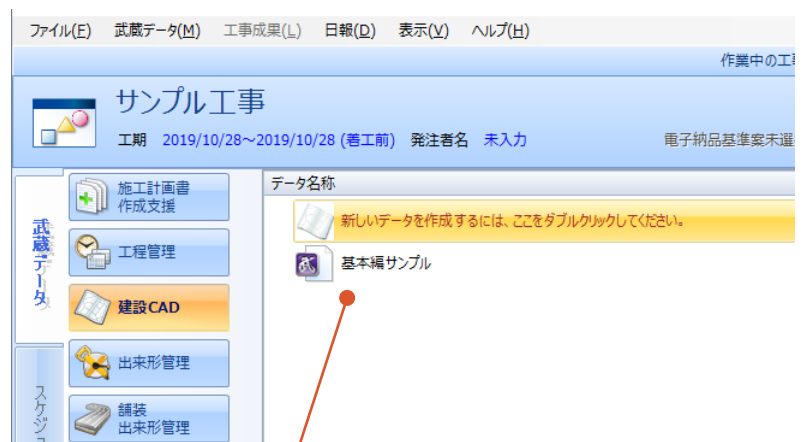 ファイル(F) 武蔵データ(M) 工事成果(L) 日報(D) 表示(V) ヘルプ(H)
作業中の工事
サンプル工事
工期 2019/10/28～2019/10/28 (着工前) 発注者名 未入力 電子納品基準案未選
武蔵データ
スケジュ
施工計画書
作成支援
工程管理
建設CAD
出来形管理
舗装
出来形管理
データ名称
新しいデータを作成するには、ここをダブルクリックしてください。
武
基本編サンプル